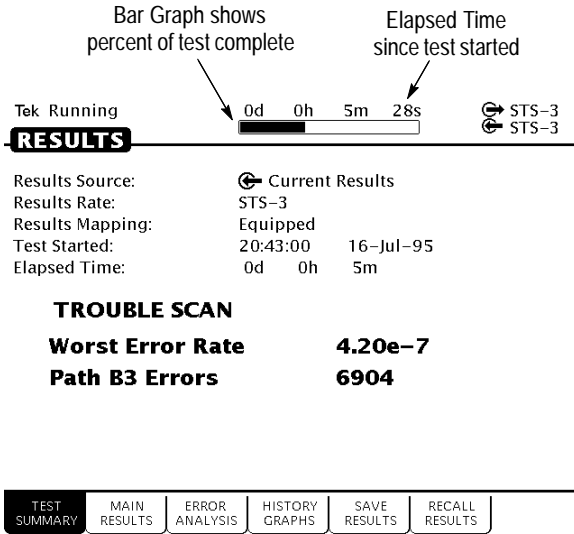 Bar Graph shows
percent of test complete
Elapsed Time
since test started
Tek Running 0d 0h 5m 28s STS–3
STS–3
RESULTS
Results Source: Current Results
Results Rate: STS–3
Results Mapping: Equipped
Test Started: 20:43:00 16–Jul–95
Elapsed Time: 0d 0h 5m
TROUBLE SCAN
Worst Error Rate 4.20e–7
Path B3 Errors 6904
TEST SUMMARY
MAIN RESULTS
ERROR ANALYSIS
HISTORY GRAPHS
SAVE RESULTS
RECALL RESULTS